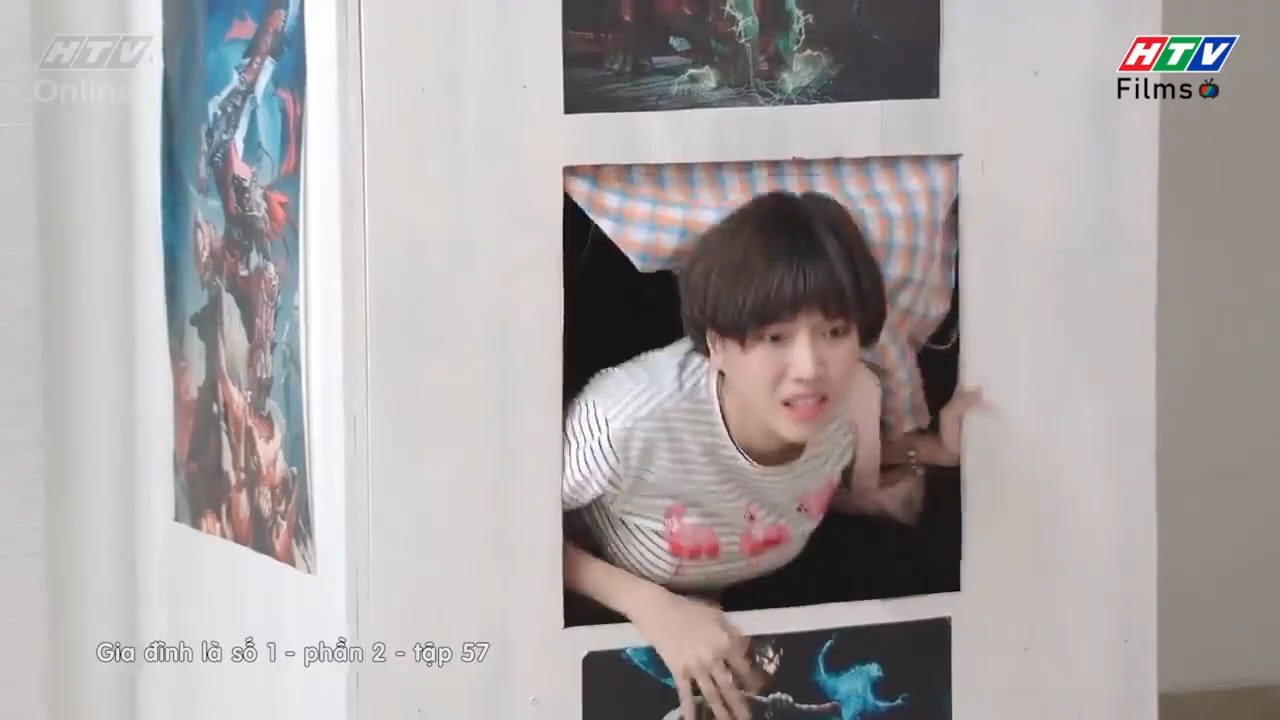 HTV
Online
HTV
Films
Gia đình là số 1 - phần 2 - tập 57